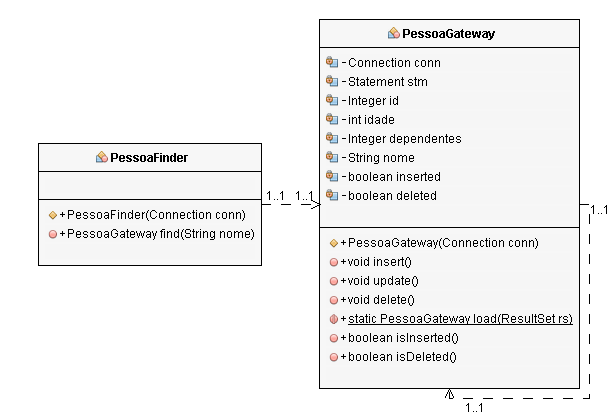 PessoaGateway
- Connection conn
- Statement stm
- Integer id
- int idade
- Integer dependentes
- String nome
- boolean inserted
- boolean deleted
+ PessoaGateway(Connection conn)
+ void insert()
+ void update()
+ void delete()
+ static PessoaGateway load(ResultSet rs)
+ boolean isInserted()
+ boolean isDeleted()
PessoaFinder
+ PessoaFinder(Connection conn)
+ PessoaGateway find(String nome)
1..1 1..1
1..1
1..1